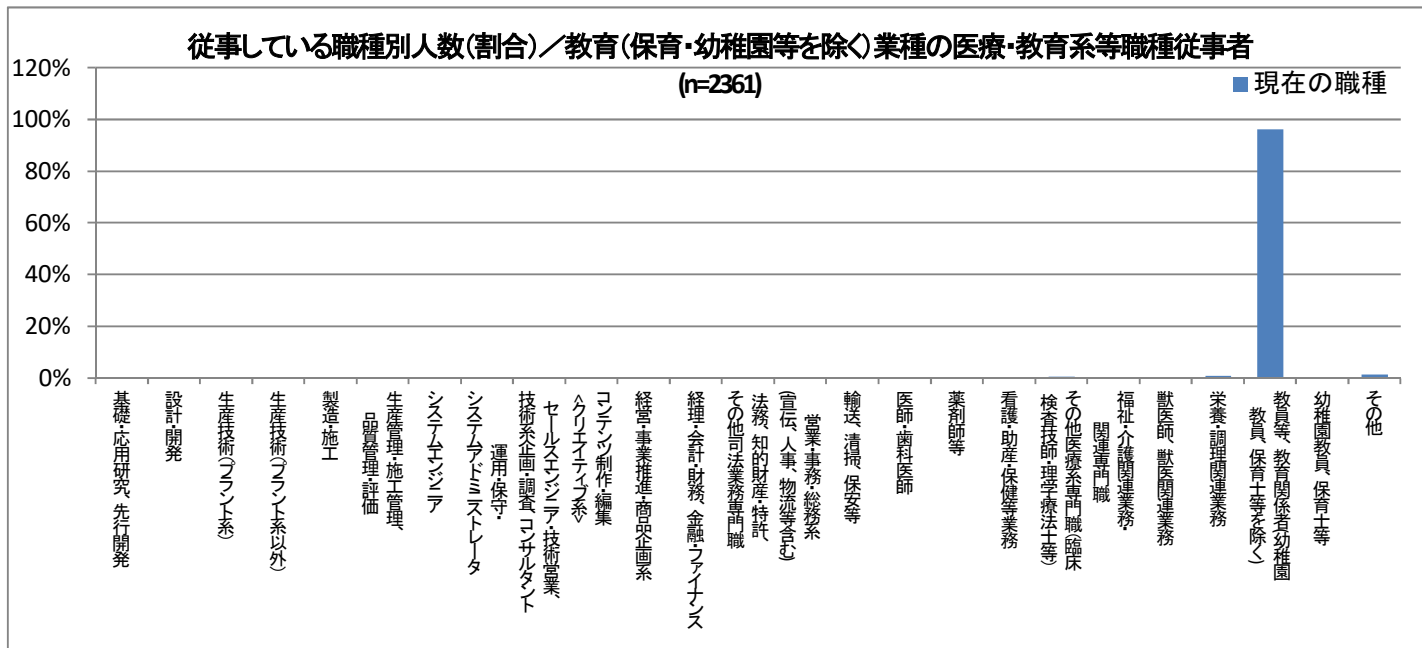 従事している職種別人数(割合)／教育(保育・幼稚園等を除く)業種の医療・教育系等職種従事者
(n=2361)
現在の職種
120%
100%
80%
60%
40%
20%
0%
基礎・応用研究、先行開発
設計・開発
生産技術(プラント系)
生産技術(プラント系以外)
製造・施工
生産管理・施工管理、
品質管理・評価
システムエンジニア
運用・保守・
システムアドミニストレータ
セールスエンジニア・技術営業、
技術系企画・調査、コンサルタント
コンテンツ制作・編集
<クリエイティブ系>
経営・事業推進・商品企画系
経理・会計・財務、金融・ファイナンス
法務、知的財産・特許、
その他司法業務専門職
営業・事務・総務系
(宣伝、人事、物流等含む)
輸送、清掃、保安等
医師・歯科医師
薬剤師等
看護・助産・保健等業務
その他医療系専門職(臨床
検査技師・理学療法士等)
福祉・介護関連業務・
関連専門職
獣医師、獣医関連業務
栄養・調理関連業務
教員等、教育関係者幼稚園
教員、保育士等を除く)
幼稚園教員、保育士等
その他